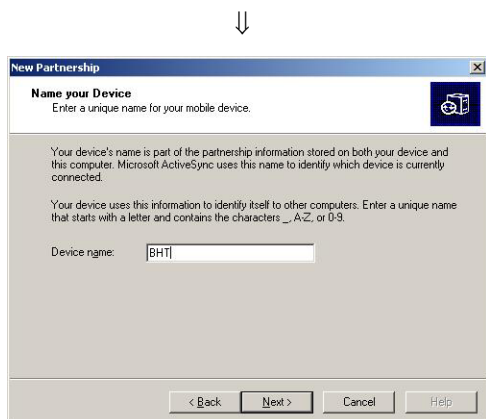 ⇓
New Partnership
Name your Device
Enter a unique name for your mobile device.
Your device's name is part of the partnership information stored on both your device and
this computer. Microsoft ActiveSync uses this name to identify which device is currently
connected.
Your device uses this information to identify itself to other computers. Enter a unique name
that starts with a letter and contains the characters _, A-Z, or 0-9.
Device name: BHT
< Back Next > Cancel Help